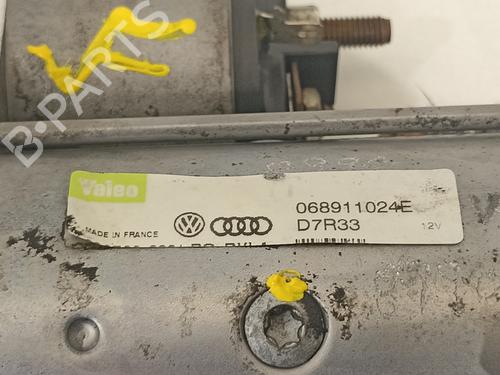 B-PARTS
Valeo
068911024E
MADE IN FRANCE
D7R33
12V